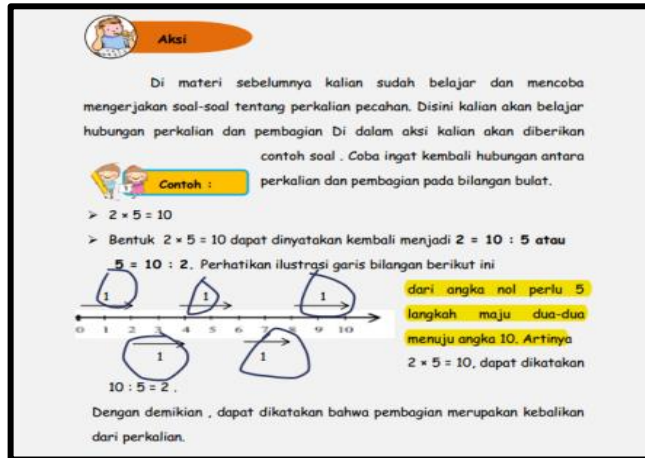 Aksi
Di materi sebelumnya kalian sudah belajar dan mencoba
mengerjakan soal-soal tentang perkalian pecahan. Disini kalian akan belajar
hubungan perkalian dan pembagian Di dalam aksi kalian akan diberikan
contoh soal . Coba ingat kembali hubungan antara
Contoh :
perkalian dan pembagian pada bilangan bulat.
➢ 2 × 5 = 10
➢ Bentuk 2 × 5 = 10 dapat dinyatakan kembali menjadi 2 = 10 : 5 atau
5 = 10 : 2. Perhatikan ilustrasi garis bilangan berikut ini
1 1 1
0 1 2 3 4 5 6 7 8 9 10
1 1
dari angka nol perlu 5
langkah maju dua-dua
menuju angka 10. Artinya
2 × 5 = 10, dapat dikatakan
10 : 5 = 2 .
Dengan demikian , dapat dikatakan bahwa pembagian merupakan kebalikan
dari perkalian.